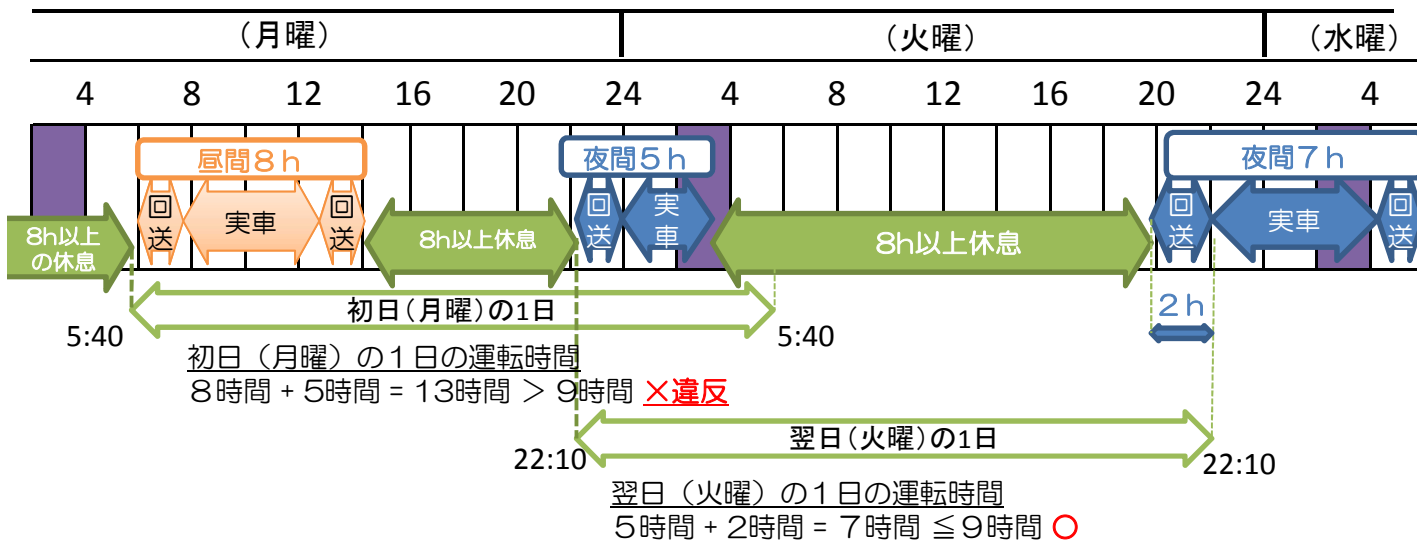 （月曜） （火曜） （水曜）
4 8 12 16 20 24 4 8 12 16 20 24 4
昼間８ｈ 夜間５ｈ 夜間７ｈ
8h以上
の休息
回送
実車
回送
8h以上休息
回送
実車
8h以上休息
回送
実車
回送
初日（月曜）の1日
5:40 5:40
２ｈ
初日（月曜）の１日の運転時間
８時間 + ５時間 = 13時間 ＞ ９時間 ×違反
翌日（火曜）の1日
22:10 22:10
翌日（火曜）の１日の運転時間
５時間 + ２時間 = ７時間 ≦９時間 〇